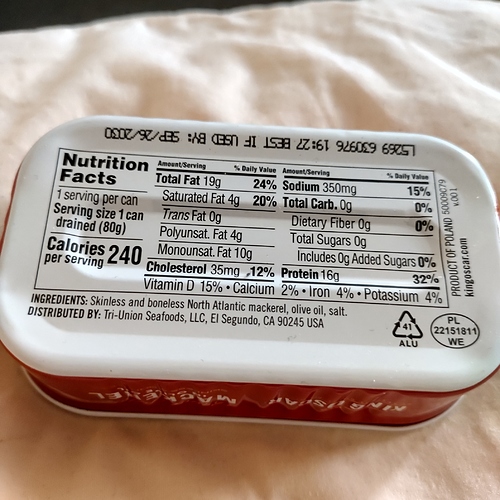 L5269 630976 19:27 BEST IF USED BY: SEP/26/2030
Nutrition
Facts
1 serving per can
Serving size 1 can
drained (80g)
Calories 240
per serving
Amount/Serving % Daily Value
Total Fat 19g 24%
Saturated Fat 4g 20%
Trans Fat 0g
Polyunsat. Fat 4g
Monounsat. Fat 10g
Cholesterol 35mg 12%
Amount/Serving % Daily Value
Sodium 350mg 15%
Total Carb. 0g 0%
Dietary Fiber 0g 0%
Total Sugars 0g
Includes 0g Added Sugars 0%
Protein 16g 32%
Vitamin D 15% • Calcium 2% • Iron 4% • Potassium 4%
INGREDIENTS: Skinless and boneless North Atlantic mackerel, olive oil, salt.
DISTRIBUTED BY: Tri-Union Seafoods, LLC, El Segundo, CA 90245 USA
PRODUCT OF POLAND 5009C79
kingoscar.com V.00 L
41
ALU
PL
22151811
WE
KING OSCAR MACKEREL